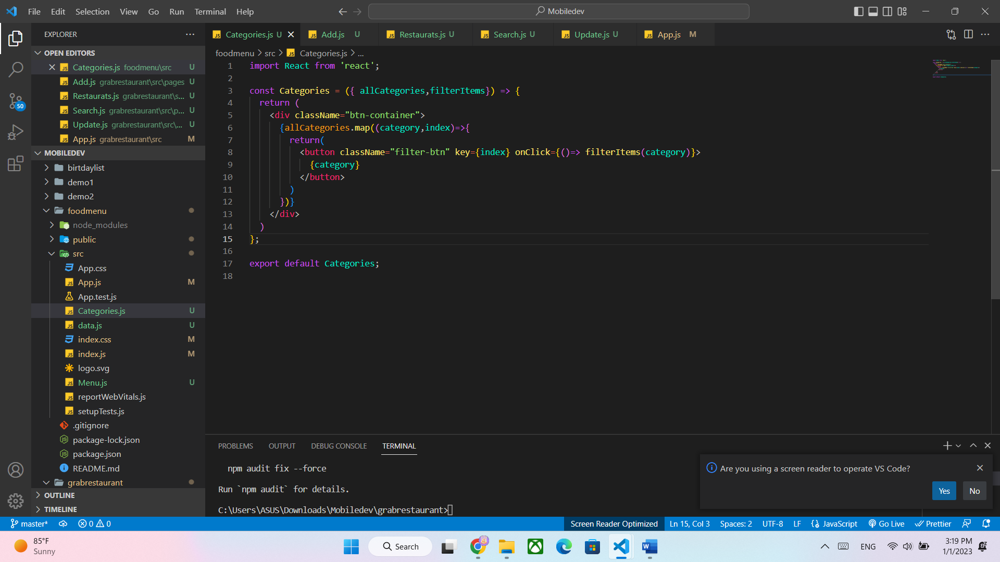 File Edit Selection View Go Run Terminal Help
Mobiledev
EXPLORER
OPEN EDITORS
Categories.js foodmenu\src U
Add.js grabrestaurant\src\pages U
Restaurats.js grabrestaurant\s... U
Search.js grabrestaurant\src\p... U
Update.js grabrestaurant\src\... U
App.js grabrestaurant\src M
MOBILEDEV
birtdaylist
demo1
demo2
foodmenu
node_modules
public
src
App.css
App.js M
App.test.js
Categories.js U
data.js U
index.css M
index.js M
logo.svg
Menu.js U
reportWebVitals.js
setupTests.js
.gitignore
package-lock.json
package.json
README.md
grabrestaurant
OUTLINE
TIMELINE
50
Categories.js U
Add.js U
Restaurats.js U
Search.js U
Update.js U
App.js M
foodmenu > src > Categories.js > ...
1 import React from 'react';
2
3 const Categories = ({ allCategories,filterItems}) => {
4 return (
5 <div className="btn-container">
6 {allCategories.map((category,index)=>{
7 return(
8 <button className="filter-btn" key={index} onClick={()=> filterItems(category)}>
9 {category}
10 </button>
11 )
12 })}
13 </div>
14 )
15 };
16
17 export default Categories;
18
PROBLEMS OUTPUT DEBUG CONSOLE TERMINAL
npm audit fix --force
Run `npm audit` for details.
C:\Users\ASUS\Downloads\Mobiledev\grabrestaurant>
Are you using a screen reader to operate VS Code?
Yes No
master* 0 0
Screen Reader Optimized Ln 15, Col 3 Spaces: 2 UTF-8 LF JavaScript Go Live Prettier
85°F
Sunny
Search
ENG
3:19 PM
1/1/2023